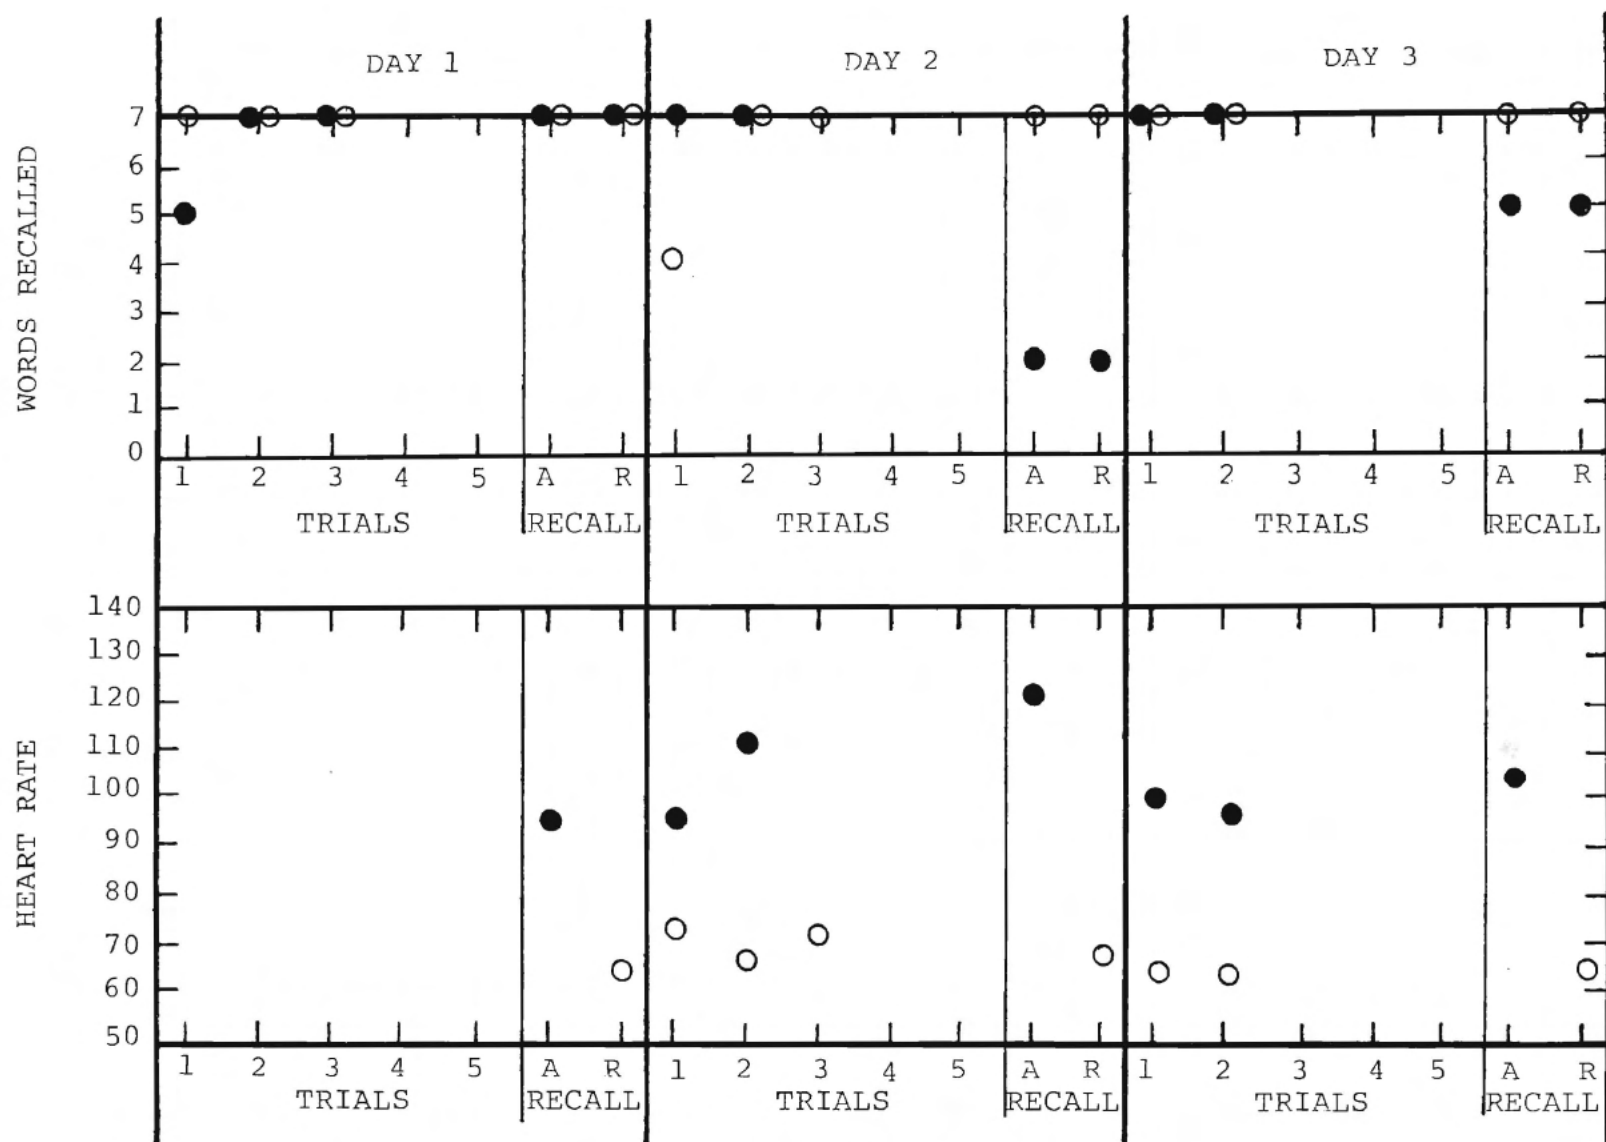 DAY 1 DAY 2 DAY 3
WORDS RECALLED
7
6
5
4
3
2
1
0
1 2 3 4 5 A R 1 2 3 4 5 A R 1 2 3 4 5 A R
TRIALS RECALL TRIALS RECALL TRIALS RECALL
HEART RATE
140
130
120
110
100
90
80
70
60
50
1 2 3 4 5 A R 1 2 3 4 5 A R 1 2 3 4 5 A R
TRIALS RECALL TRIALS RECALL TRIALS RECALL